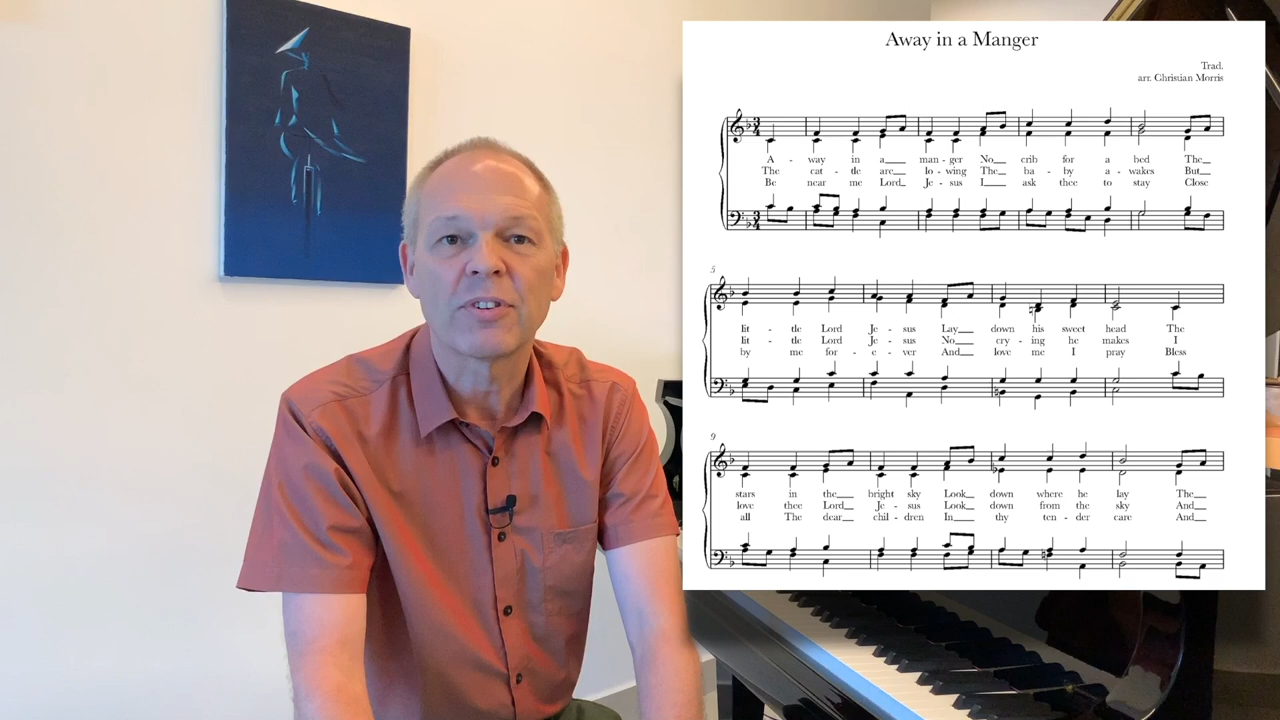 Away in a Manger
Trad.
arr. Christian Morris
A - way in a man - ger No crib for a bed The
The cat - tle are lo - wing The ba - by a - wakes But
Be near me Lord Je - sus I ask thee to stay Close
5
lit - tle Lord Je - sus Lay down his sweet head The
lit - tle Lord Je - sus No cry - ing he makes I
by me for - e - ver And love me I pray Bless
9
stars in the bright sky Look down where he lay The
love thee Lord Je - sus Look down from the sky And
all The dear chil - dren In thy ten - der care And